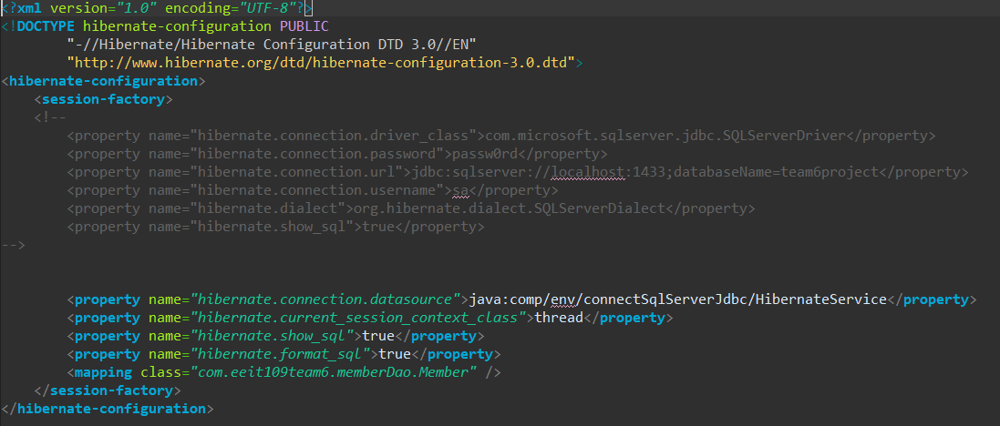 <?xml version="1.0" encoding="UTF-8"?>
<!DOCTYPE hibernate-configuration PUBLIC
"-//Hibernate/Hibernate Configuration DTD 3.0//EN"
"http://www.hibernate.org/dtd/hibernate-configuration-3.0.dtd">
<hibernate-configuration>
<session-factory>
<!--
<property name="hibernate.connection.driver_class">com.microsoft.sqlserver.jdbc.SQLServerDriver</property>
<property name="hibernate.connection.password">passw0rd</property>
<property name="hibernate.connection.url">jdbc:sqlserver://localhost:1433;databaseName=team6project</property>
<property name="hibernate.connection.username">sa</property>
<property name="hibernate.dialect">org.hibernate.dialect.SQLServerDialect</property>
<property name="hibernate.show_sql">true</property>
-->
<property name="hibernate.connection.datasource">java:comp/env/connectSqlServerJdbc/HibernateService</property>
<property name="hibernate.current_session_context_class">thread</property>
<property name="hibernate.show_sql">true</property>
<property name="hibernate.format_sql">true</property>
<mapping class="com.eeit109team6.memberDao.Member" />
</session-factory>
</hibernate-configuration>